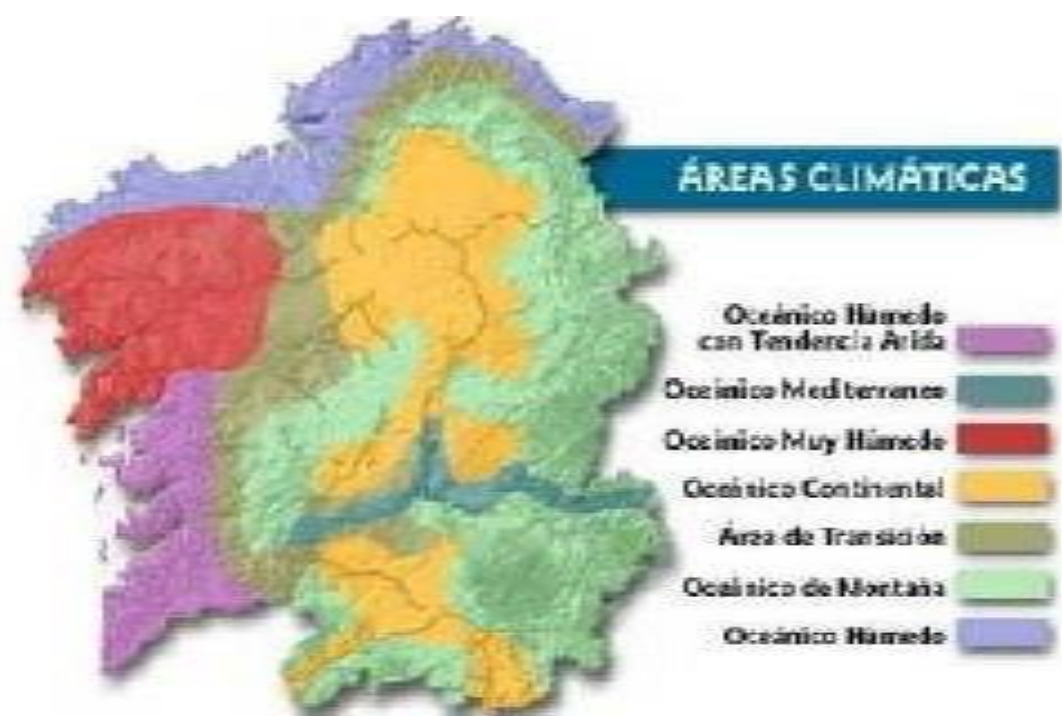 ÁREAS CLIMÁTICAS
Oceánico Húmedo
con Tendencia Árida
Oceánico Mediterraneo
Oceánico Muy Húmedo
Oceánico Continental
Área de Transición
Oceánico de Montaña
Oceánico Húmedo